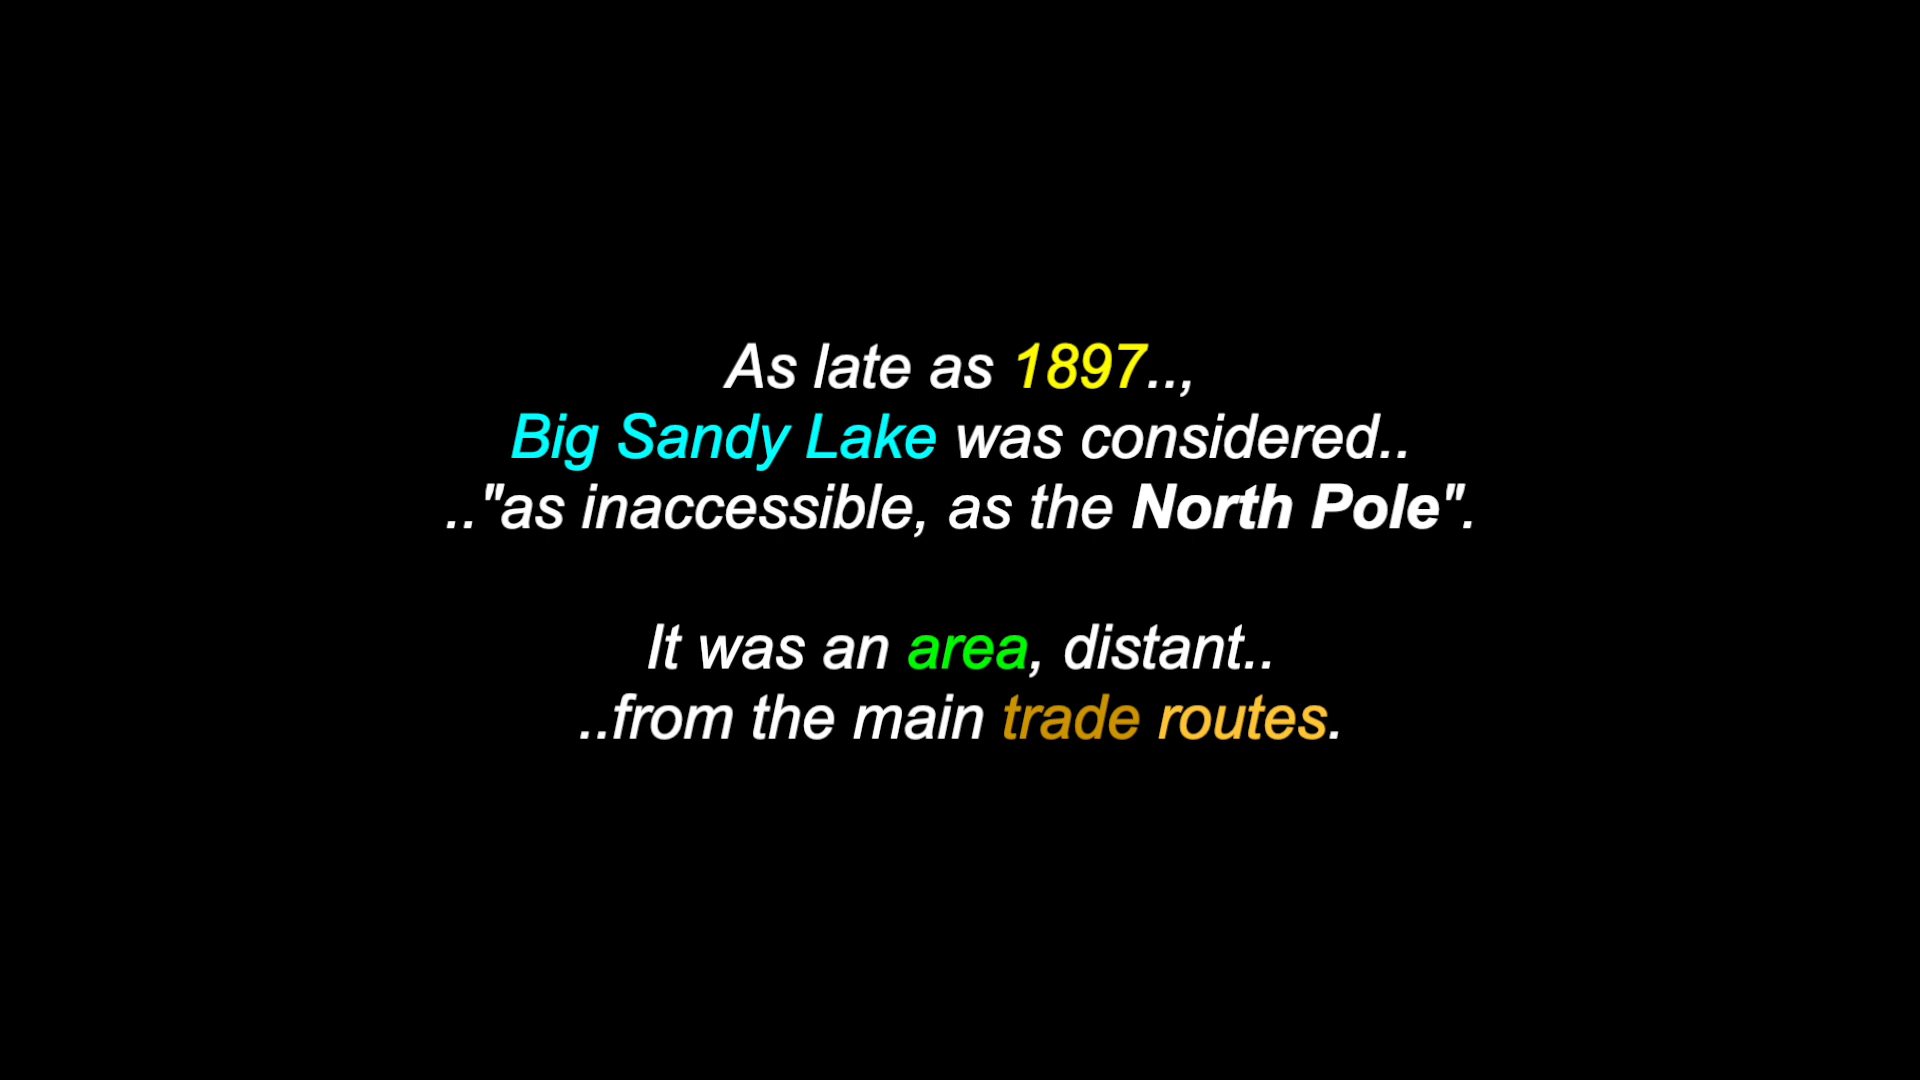 As late as 1897..,
Big Sandy Lake was considered..
.."as inaccessible, as the North Pole".
It was an area, distant..
..from the main trade routes.